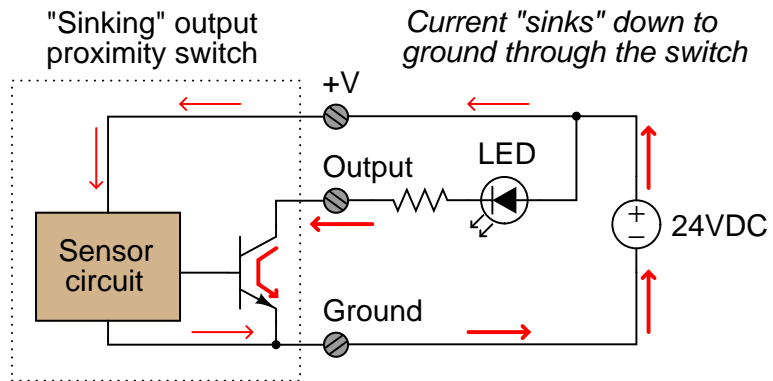 "Sinking" output
proximity switch
Current "sinks" down to
ground through the switch
+V
Output
LED
Sensor
circuit
+
−
24VDC
Ground